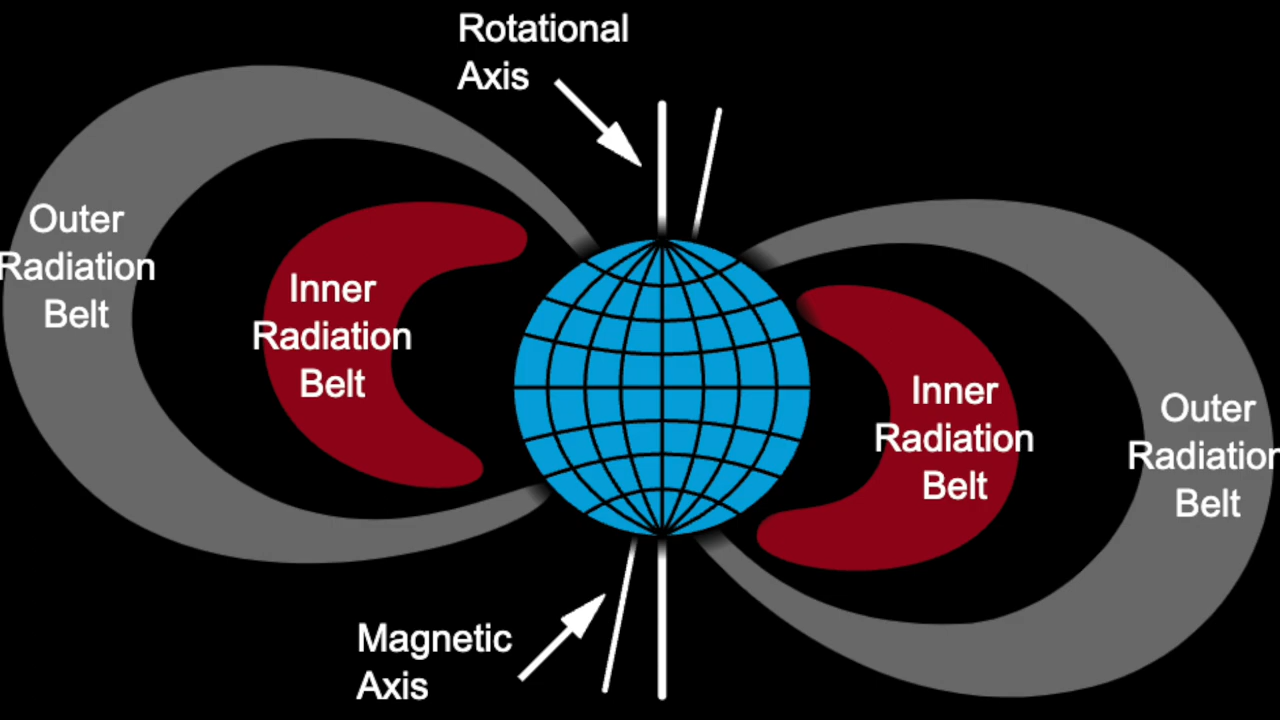 Rotational
Axis
Outer
Radiation
Belt
Inner
Radiation
Belt
Inner
Radiation
Belt
Outer
Radiation
Belt
Magnetic
Axis